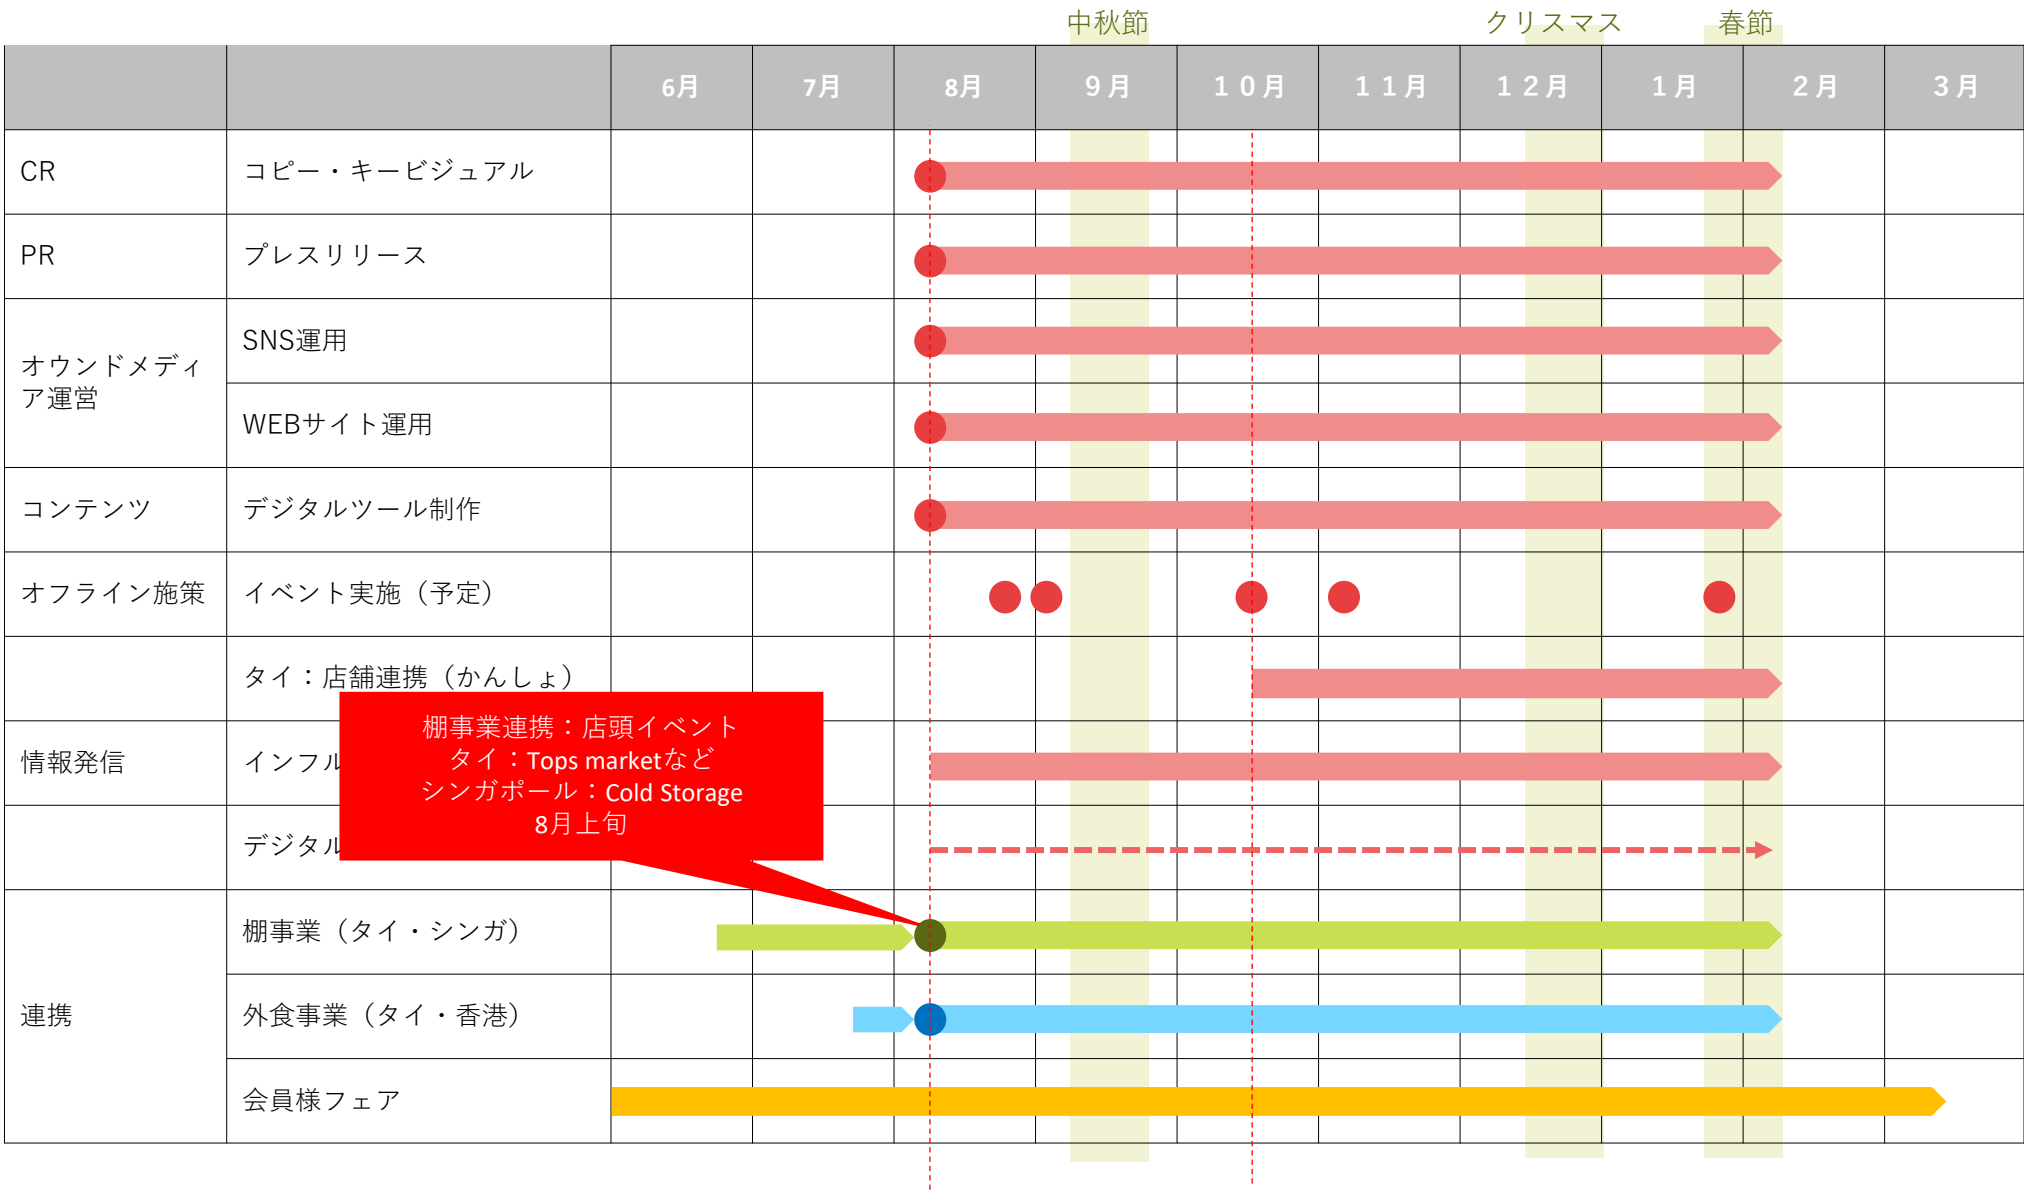 中秋節
クリスマス
春節
6月
7月
8月
９月
１０月
１１月
１２月
１月
２月
３月
CR
コピー・キービジュアル
PR
プレスリリース
オウンドメディ
ア運営
SNS運用
WEBサイト運用
コンテンツ
デジタルツール制作
オフライン施策
イベント実施（予定）
タイ：店舗連携（かんしょ）
情報発信
インフル
デジタル
棚事業連携：店頭イベント
タイ：Tops marketなど
シンガポール：Cold Storage
8月上旬
連携
棚事業（タイ・シンガ）
外食事業（タイ・香港）
会員様フェア